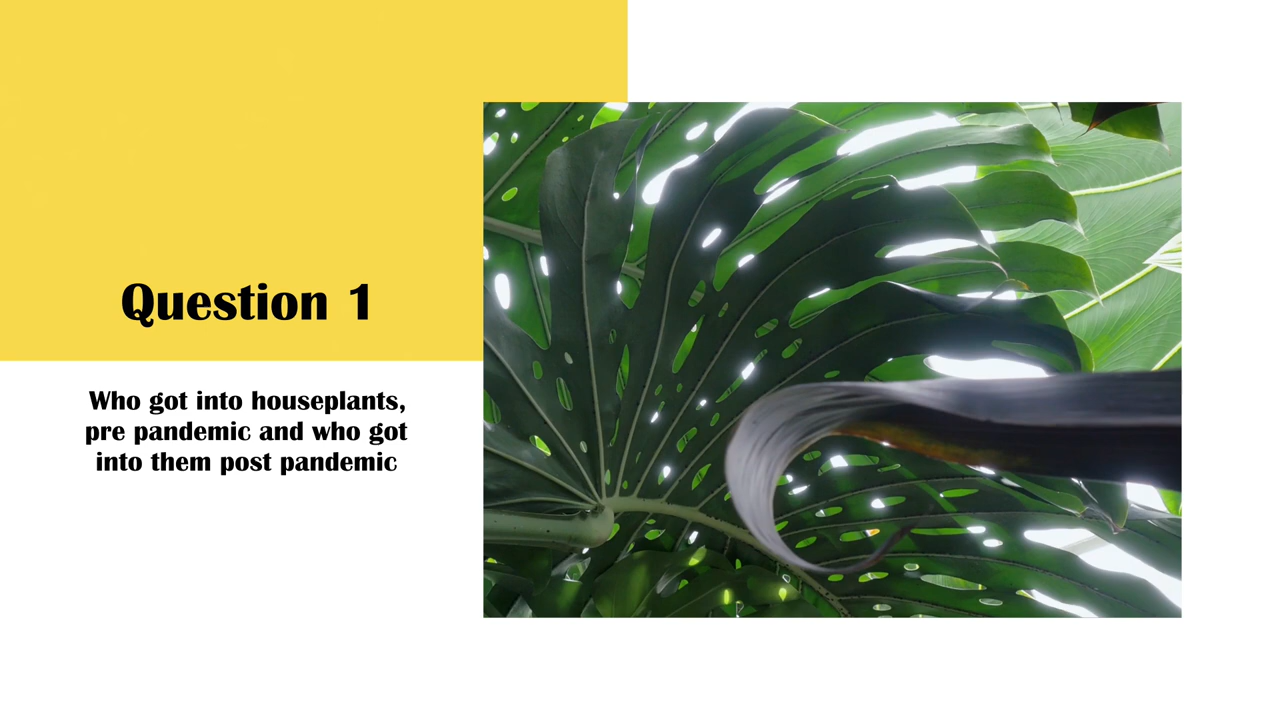 Question 1
Who got into houseplants,
pre pandemic and who got
into them post pandemic